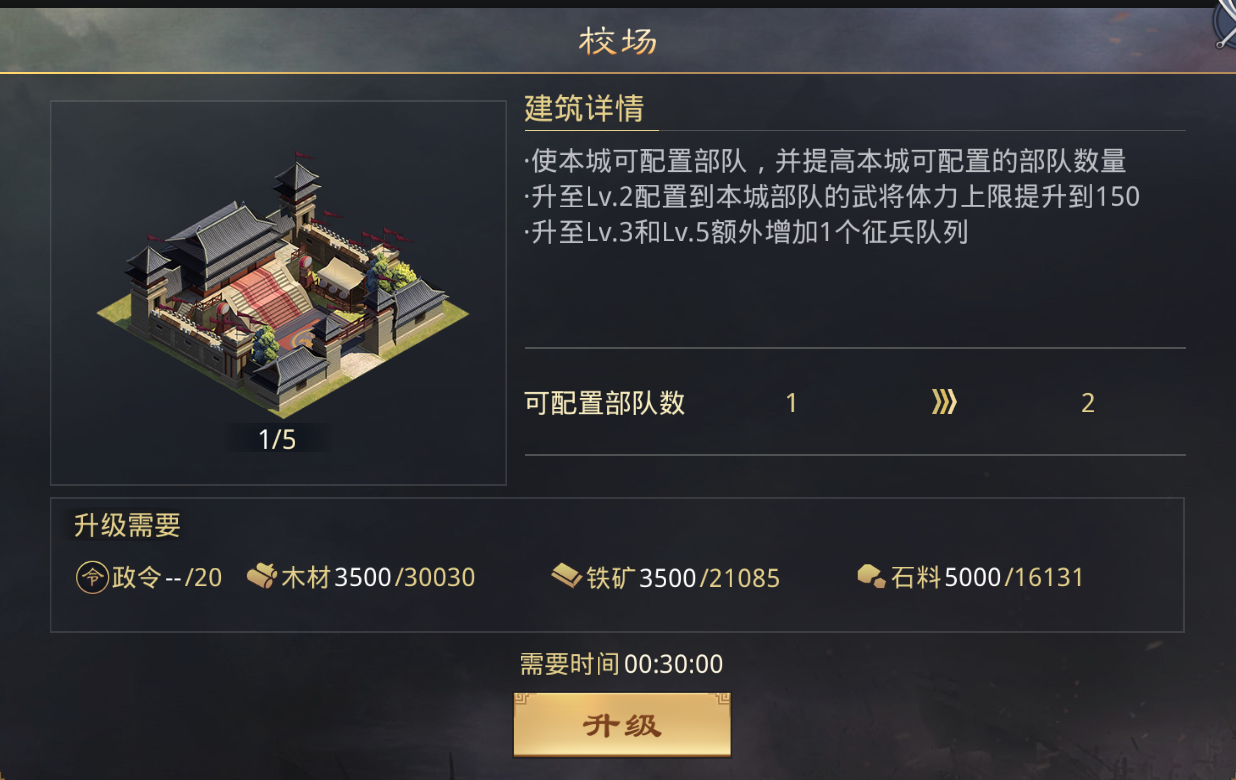 校场
建筑详情
·使本城可配置部队，并提高本城可配置的部队数量
·升至Lv.2配置到本城部队的武将体力上限提升到150
·升至Lv.3和Lv.5额外增加1个征兵队列
1/5
可配置部队数 1 2
升级需要
令 政令--/20 木材3500/30030 铁矿3500/21085 石料5000/16131
需要时间00:30:00
升级